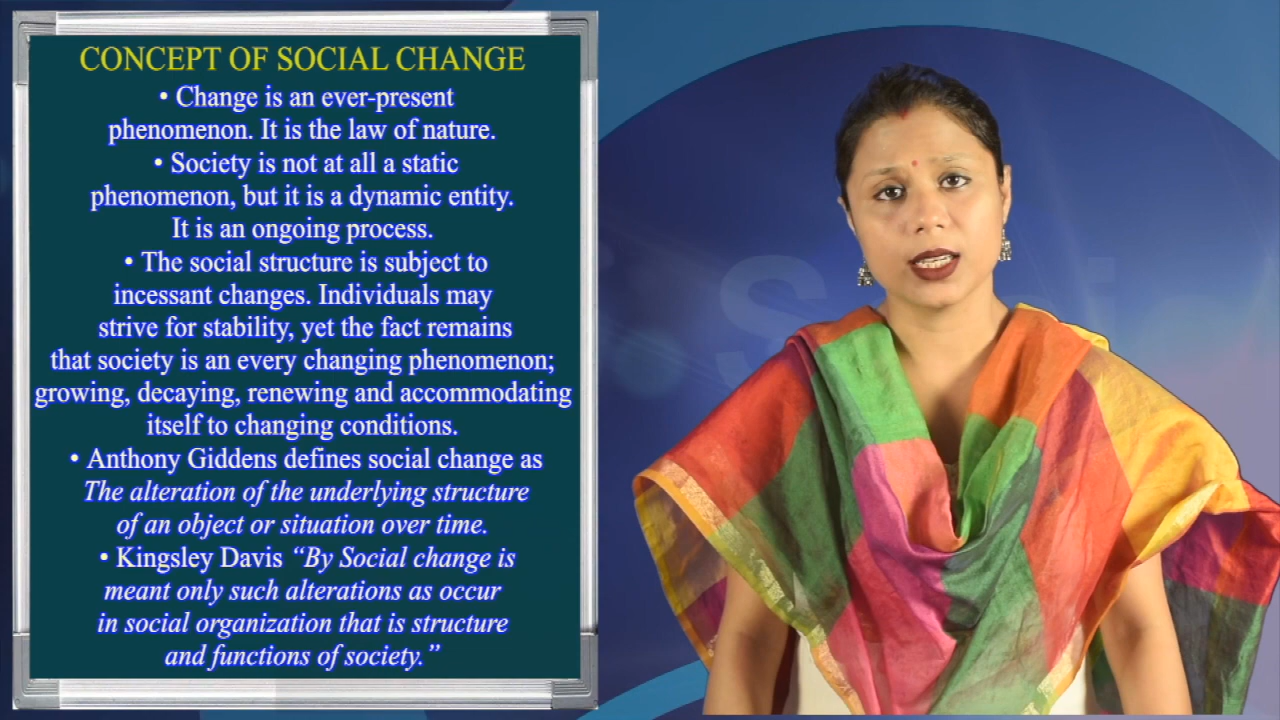 CONCEPT OF SOCIAL CHANGE
• Change is an ever-present
phenomenon. It is the law of nature.
• Society is not at all a static
phenomenon, but it is a dynamic entity.
It is an ongoing process.
• The social structure is subject to
incessant changes. Individuals may
strive for stability, yet the fact remains
that society is an every changing phenomenon;
growing, decaying, renewing and accommodating
itself to changing conditions.
• Anthony Giddens defines social change as
The alteration of the underlying structure
of an object or situation over time.
• Kingsley Davis “By Social change is
meant only such alterations as occur
in social organization that is structure
and functions of society.”